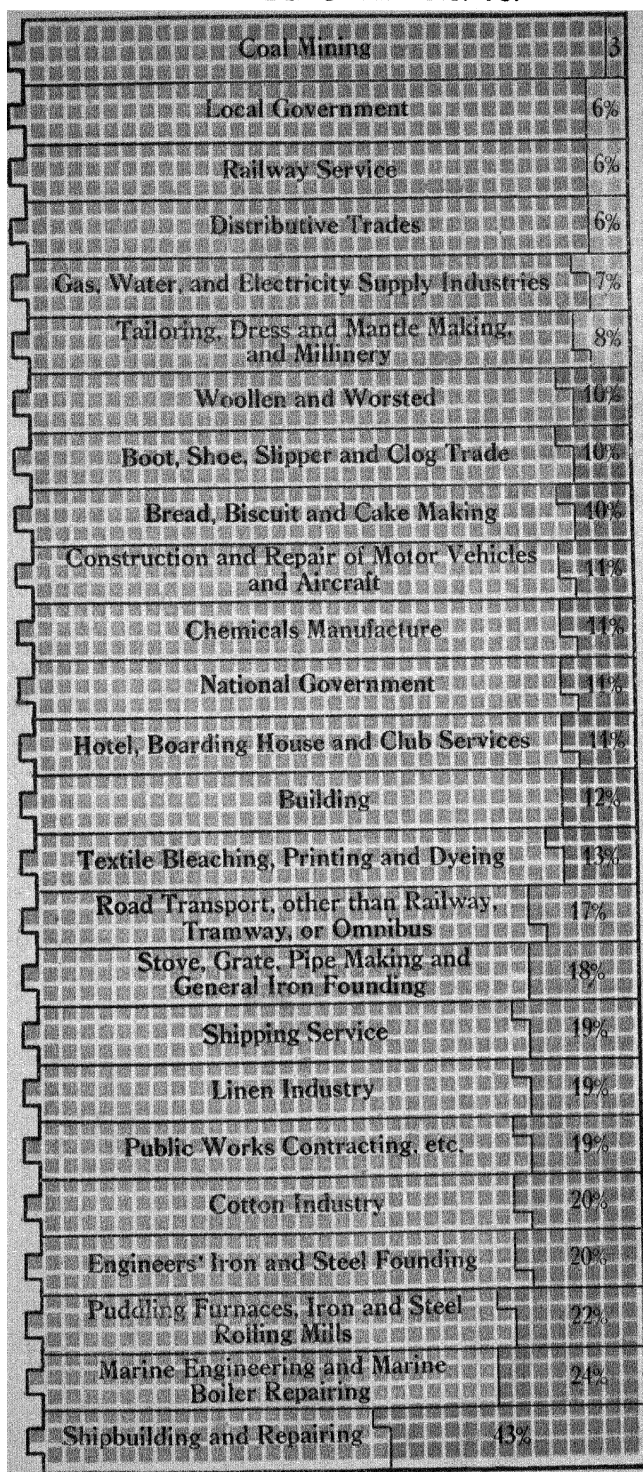 Coal Mining 3
Local Government 6%
Railway Service 6%
Distributive Trades 6%
Gas, Water, and Electricity Supply Industries 7%
Tailoring, Dress and Mantle Making,
and Millinery 8%
Woollen and Worsted 10%
Boot, Shoe, Slipper and Clog Trade 10%
Bread, Biscuit and Cake Making 10%
Construction and Repair of Motor Vehicles
and Aircraft 11%
Chemicals Manufacture 11%
National Government 11%
Hotel, Boarding House and Club Services 11%
Building 12%
Textile Bleaching, Printing and Dyeing 13%
Road Transport, other than Railway,
Tramway, or Omnibus 17%
Stove, Grate, Pipe Making and
General Iron Founding 18%
Shipping Service 19%
Linen Industry 19%
Public Works Contracting, etc. 19%
Cotton Industry 20%
Engineers' Iron and Steel Founding 20%
Puddling Furnaces, Iron and Steel
Rolling Mills 22%
Marine Engineering and Marine
Boiler Repairing 24%
Shipbuilding and Repairing 43%